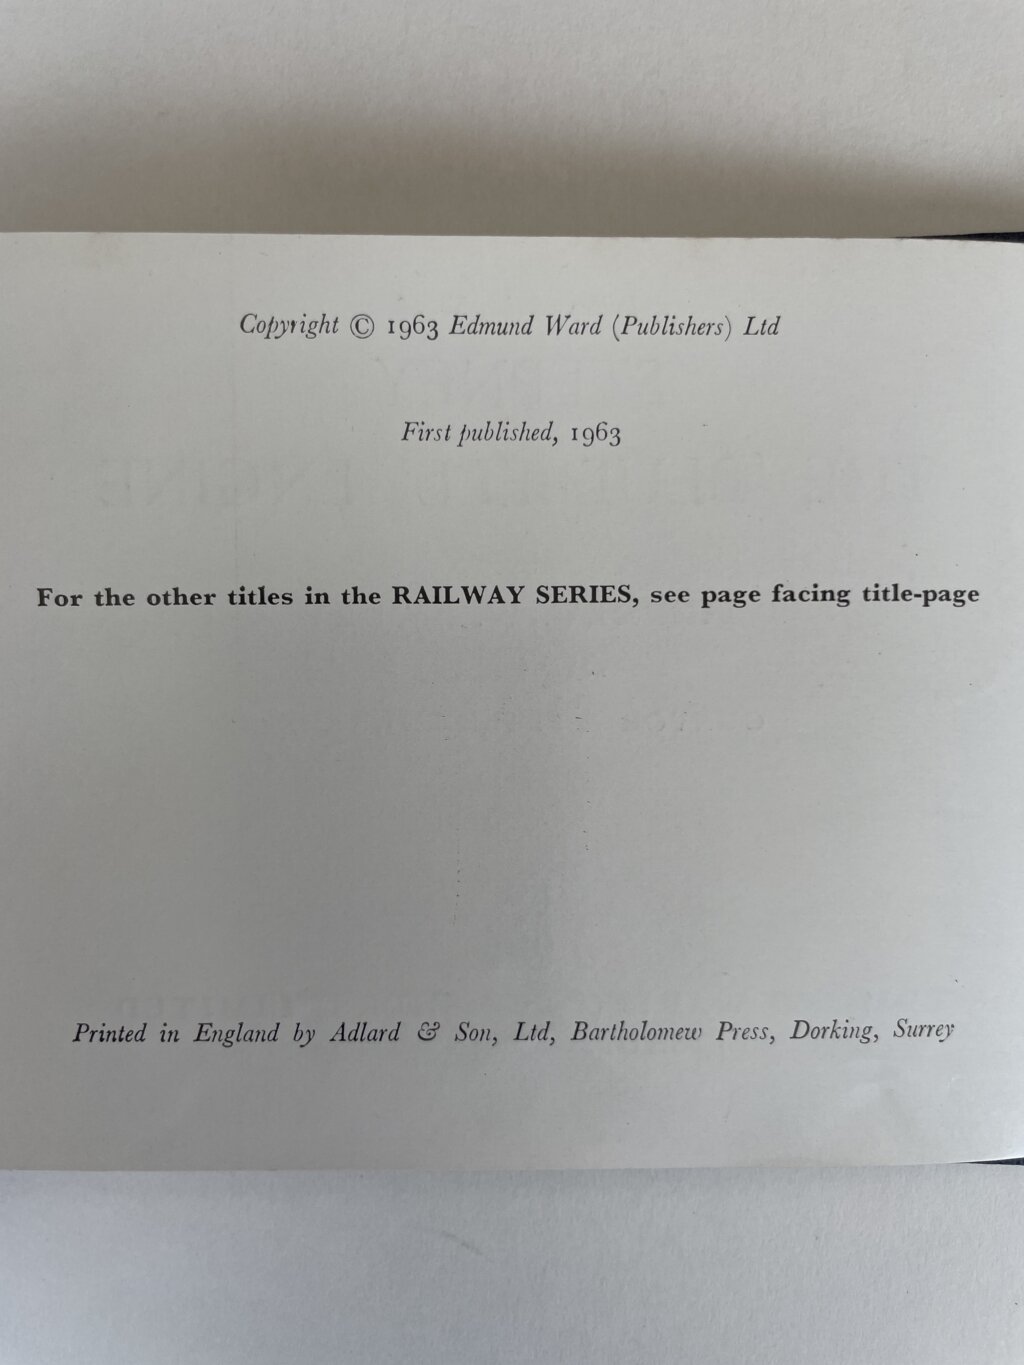 Copyright © 1963 Edmund Ward (Publishers) Ltd
First published, 1963
For the other titles in the RAILWAY SERIES, see page facing title-page
Printed in England by Adlard & Son, Ltd, Bartholomew Press, Dorking, Surrey